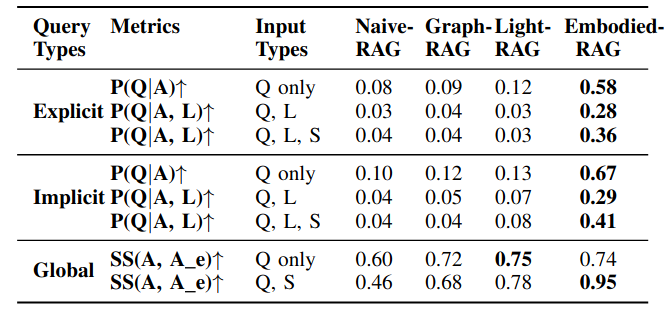 Query Metrics Input Naive- Graph- Light- Embodied-
Types Types RAG RAG RAG RAG
P(Q|A)↑ Q only 0.08 0.09 0.12 0.58
Explicit P(Q|A, L)↑ Q, L 0.03 0.04 0.03 0.28
P(Q|A, L)↑ Q, L, S 0.04 0.04 0.03 0.36
P(Q|A)↑ Q only 0.10 0.12 0.13 0.67
Implicit P(Q|A, L)↑ Q, L 0.04 0.05 0.07 0.29
P(Q|A, L)↑ Q, L, S 0.04 0.04 0.08 0.41
Global SS(A, A_e)↑ Q only 0.60 0.72 0.75 0.74
SS(A, A_e)↑ Q, S 0.46 0.68 0.78 0.95